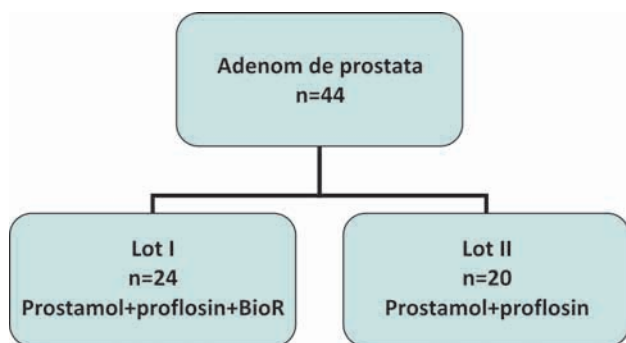 Adenom de prostata
n=44
Lot I
n=24
Prostamol+proflosin+BioR
Lot II
n=20
Prostamol+proflosin